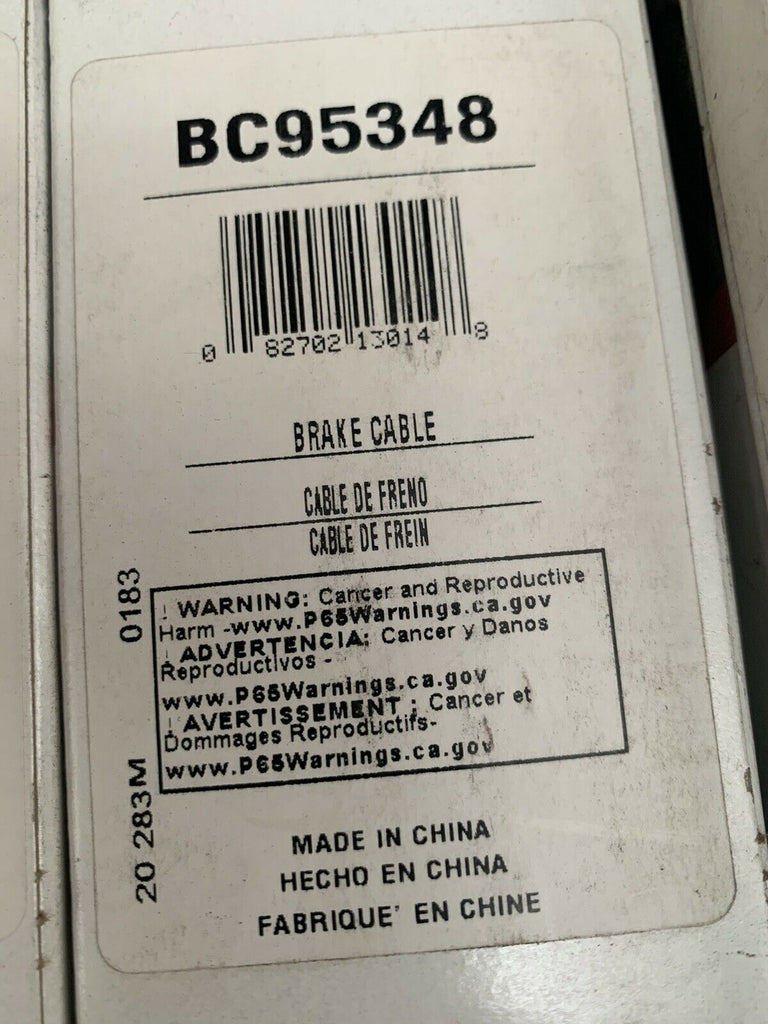 BC95348
0 82702 13014 8
BRAKE CABLE
CABLE DE FRENO
CABLE DE FREIN
0183
! WARNING: Cancer and Reproductive
Harm -www.P65Warnings.ca.gov
! ADVERTENCIA: Cancer y Danos
Reproductivos -
www.P65Warnings.ca.gov
! AVERTISSEMENT : Cancer et
Dommages Reproductifs-
www.P65Warnings.ca.gov
20 283M
MADE IN CHINA
HECHO EN CHINA
FABRIQUE' EN CHINE